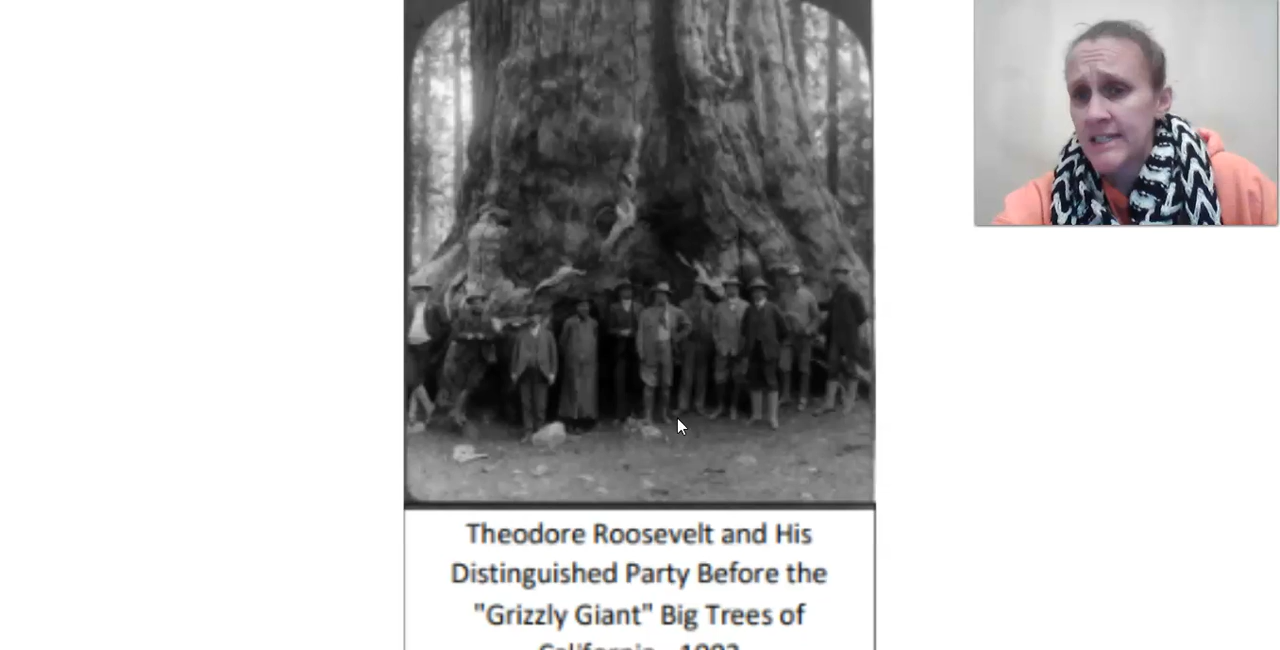 Theodore Roosevelt and His
Distinguished Party Before the
"Grizzly Giant" Big Trees of